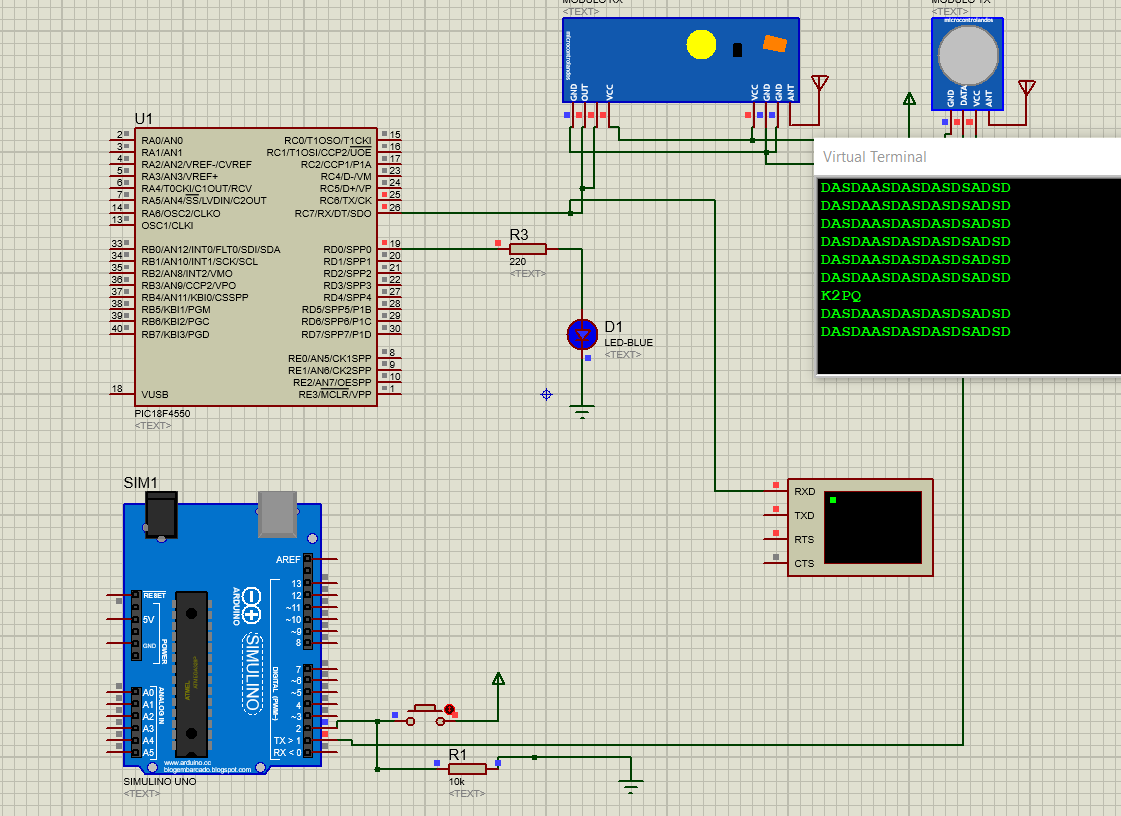 MODULO RX
<TEXT>
microcontrolandos
GND
OUT
VCC
VCC
GND
GND
ANT
MODULO TX
<TEXT>
microcontrolandos
GND
DATA
VCC
ANT
U1
2 RA0/AN0
3 RA1/AN1
4 RA2/AN2/VREF-/CVREF
5 RA3/AN3/VREF+
6 RA4/T0CKI/C1OUT/RCV
7 RA5/AN4/SS/LVDIN/C2OUT
14 RA6/OSC2/CLKO
13 OSC1/CLKI
33 RB0/AN12/INT0/FLT0/SDI/SDA
34 RB1/AN10/INT1/SCK/SCL
35 RB2/AN8/INT2/VMO
36 RB3/AN9/CCP2/VPO
37 RB4/AN11/KBI0/CSSPP
38 RB5/KBI1/PGM
39 RB6/KBI2/PGC
40 RB7/KBI3/PGD
18 VUSB
RC0/T1OSO/T1CKI 15
RC1/T1OSI/CCP2/UOE 16
RC2/CCP1/P1A 17
RC4/D-/VM 23
RC5/D+/VP 24
RC6/TX/CK 25
RC7/RX/DT/SDO 26
RD0/SPP0 19
RD1/SPP1 20
RD2/SPP2 21
RD3/SPP3 22
RD4/SPP4 27
RD5/SPP5/P1B 28
RD6/SPP6/P1C 29
RD7/SPP7/P1D 30
RE0/AN5/CK1SPP 8
RE1/AN6/CK2SPP 9
RE2/AN7/OESPP 10
RE3/MCLR/VPP 1
PIC18F4550
<TEXT>
R3
220
<TEXT>
D1
LED-BLUE
<TEXT>
Virtual Terminal
DASDAASDASDASDSADSD
DASDAASDASDASDSADSD
DASDAASDASDASDSADSD
DASDAASDASDASDSADSD
DASDAASDASDASDSADSD
DASDAASDASDASDSADSD
K2PQ
DASDAASDASDASDSADSD
DASDAASDASDASDSADSD
RXD
TXD
RTS
CTS
SIM1
AREF
13
12
~11
~10
~9
8
7
~6
~5
4
~3
2
TX > 1
RX < 0
RESET
5V
GND
POWER
A0
A1
A2
A3
A4
A5
ANALOG IN
ARDUINO
SIMULINO
DIGITAL (PWM~)
ATMEL
www.arduino.cc
blogembarcado.blogspot.com
SIMULINO UNO
<TEXT>
R1
10k
<TEXT>